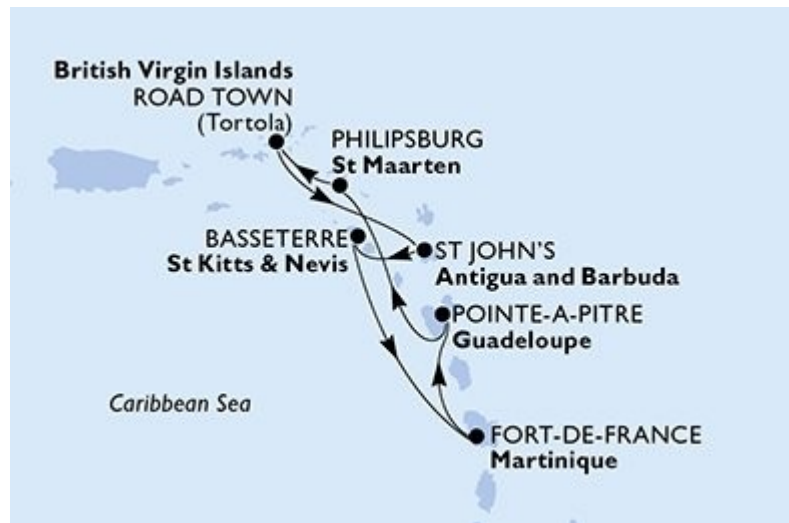 British Virgin Islands
ROAD TOWN
(Tortola)
PHILIPSBURG
St Maarten
BASSETERRE
St Kitts & Nevis
ST JOHN'S
Antigua and Barbuda
POINTE-A-PITRE
Guadeloupe
Caribbean Sea
FORT-DE-FRANCE
Martinique